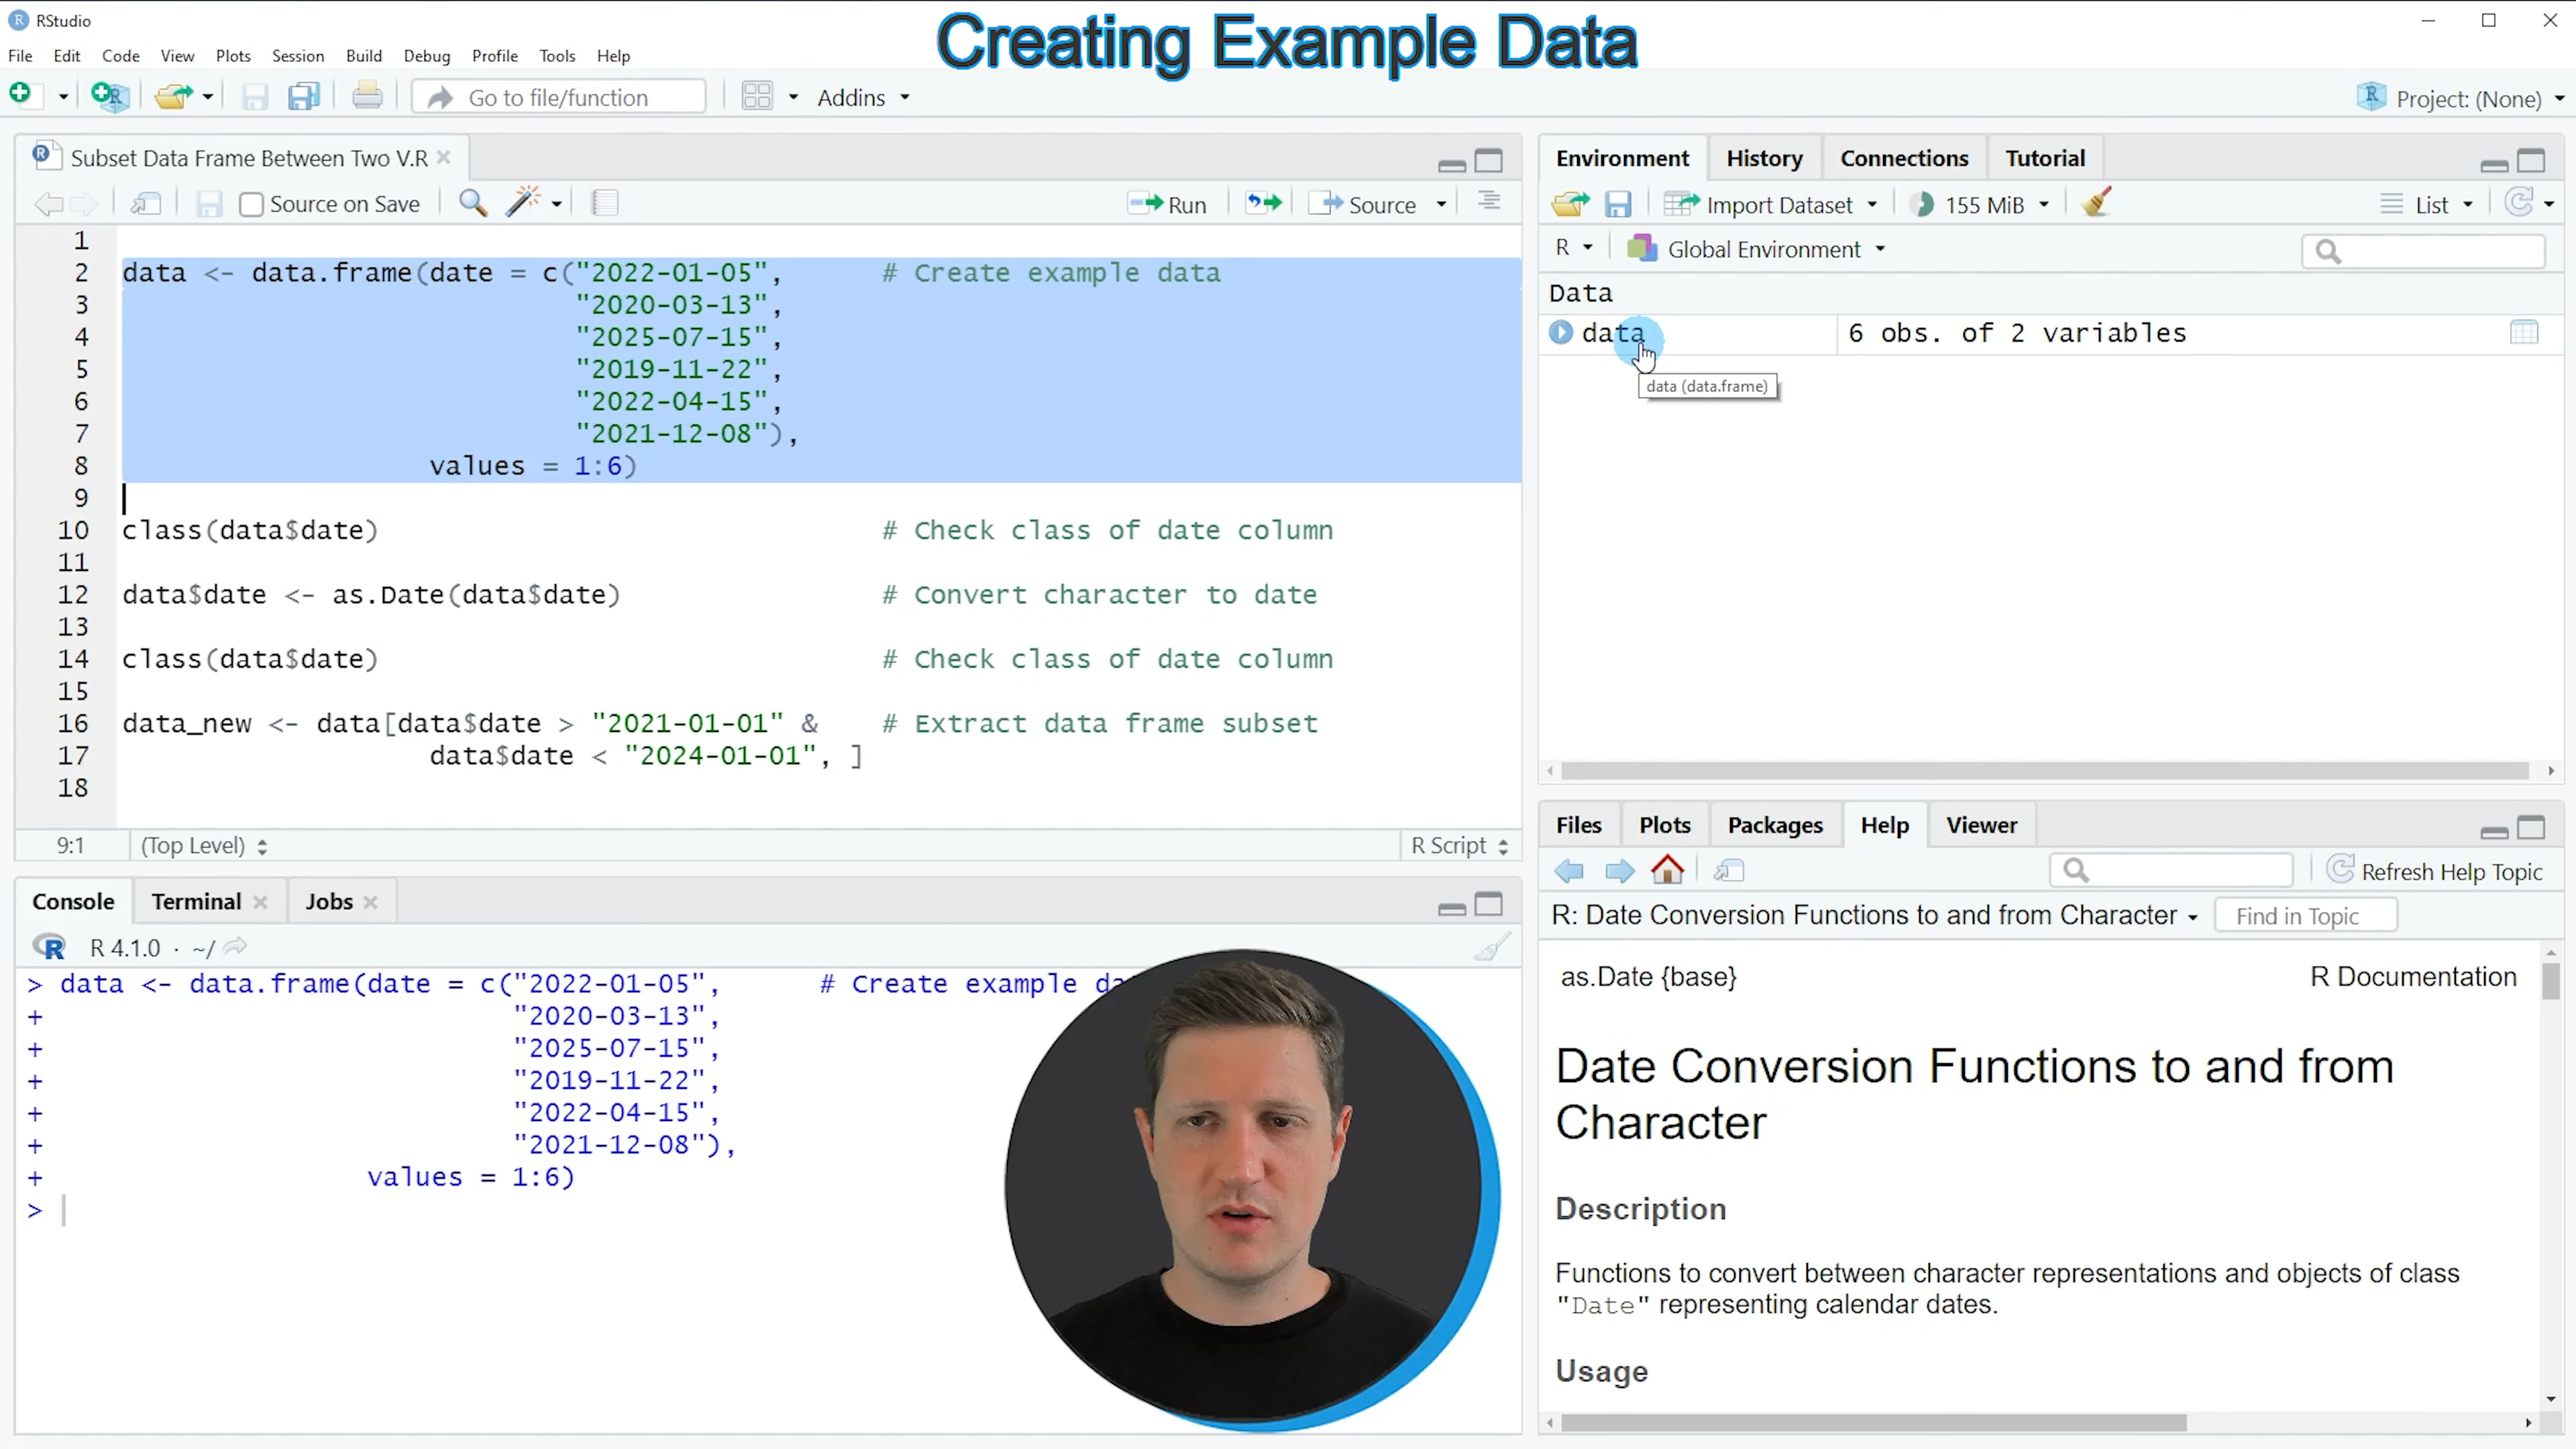 RStudio
Creating Example Data
File Edit Code View Plots Session Build Debug Profile Tools Help
Go to file/function Addins Project: (None)
Subset Data Frame Between Two V.R
Source on Save Run Source
1
2 data <- data.frame(date = c("2022-01-05", # Create example data
3 "2020-03-13",
4 "2025-07-15",
5 "2019-11-22",
6 "2022-04-15",
7 "2021-12-08"),
8 values = 1:6)
9
10 class(data$date) # Check class of date column
11
12 data$date <- as.Date(data$date) # Convert character to date
13
14 class(data$date) # Check class of date column
15
16 data_new <- data[data$date > "2021-01-01" & # Extract data frame subset
17 data$date < "2024-01-01", ]
18
9:1 (Top Level) R Script
Console Terminal Jobs
R 4.1.0 · ~/
> data <- data.frame(date = c("2022-01-05", # Create example da
+ "2020-03-13",
+ "2025-07-15",
+ "2019-11-22",
+ "2022-04-15",
+ "2021-12-08"),
+ values = 1:6)
>
Environment History Connections Tutorial
Import Dataset 155 MiB List
R Global Environment
Data
data 6 obs. of 2 variables
data (data.frame)
Files Plots Packages Help Viewer
Refresh Help Topic
R: Date Conversion Functions to and from Character Find in Topic
as.Date {base} R Documentation
Date Conversion Functions to and from
Character
Description
Functions to convert between character representations and objects of class
"Date" representing calendar dates.
Usage